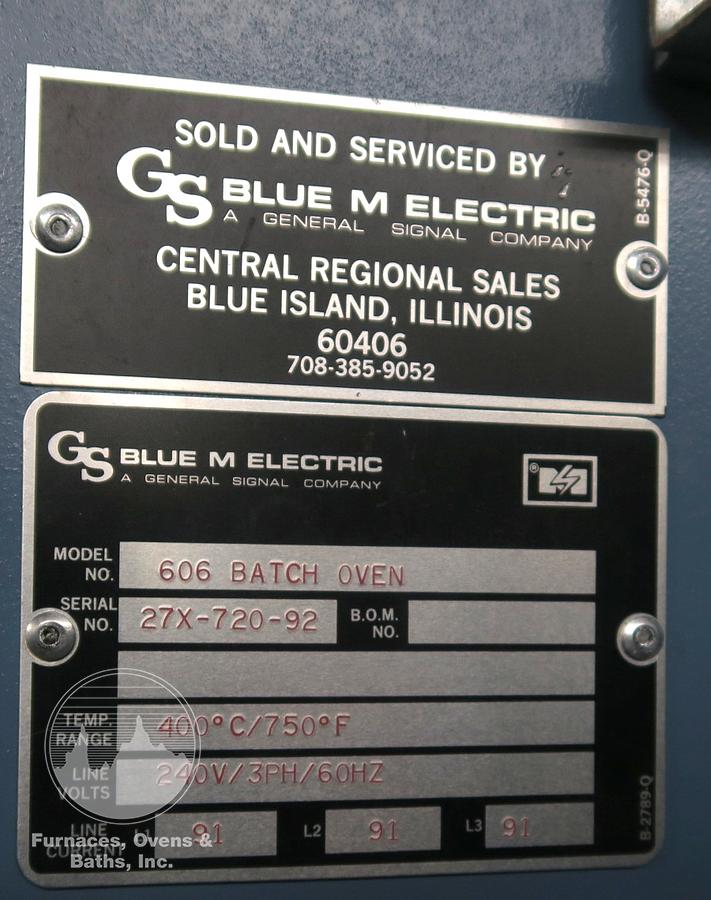 SOLD AND SERVICED BY
GS BLUE M ELECTRIC
A GENERAL SIGNAL COMPANY
B-5476-Q
CENTRAL REGIONAL SALES
BLUE ISLAND, ILLINOIS
60406
708-385-9052
GS BLUE M ELECTRIC
A GENERAL SIGNAL COMPANY
®
MODEL NO. 606 BATCH OVEN
SERIAL NO. 27X-720-92 B.O.M. NO.
TEMP. RANGE 400°C/750°F
LINE VOLTS 240V/3PH/60HZ
LINE CURRENT L1 91 L2 91 L3 91
B-2789-Q
Furnaces, Ovens &
Baths, Inc.